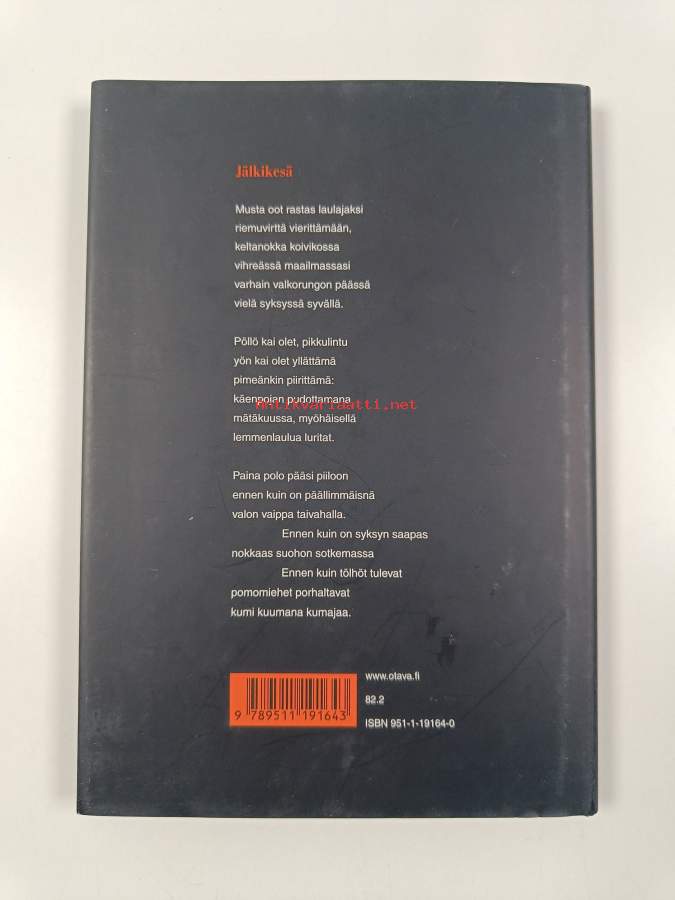 Jälkikesä
Musta oot rastas laulajaksi
riemuvirttä vierittämään,
keltanokka koivikossa
vihreässä maailmassasi
varhain valkorungon päässä
vielä syksyssä syvällä.
Pöllö kai olet, pikkulintu
yön kai olet yllättämä
pimeänkin piirittämä:
käenpojan pudottamana
antikvariaatti.net
mätäkuussa, myöhäisellä
lemmenlaulua luritat.
Paina polo pääsi piiloon
ennen kuin on päällimmäisnä
valon vaippa taivahalla.
Ennen kuin on syksyn saapas
nokkaas suohon sotkemassa
Ennen kuin tölhöt tulevat
pomomiehet porhaltavat
kumi kuumana kumajaa.
www.otava.fi
82.2
ISBN 951-1-19164-0
9 789511 191643